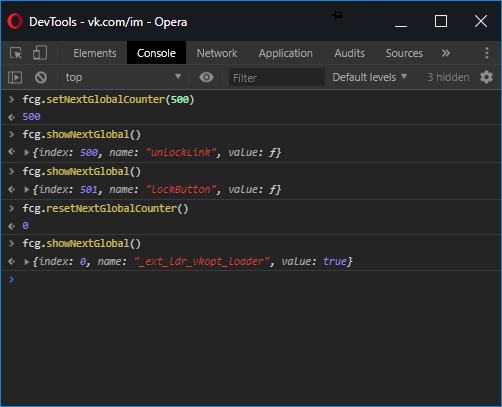 DevTools - vk.com/im - Opera
Elements Console Network Application Audits Sources »
top Filter Default levels 3 hidden
> fcg.setNextGlobalCounter(500)
500
> fcg.showNextGlobal()
{index: 500, name: "unlockLink", value: ƒ}
> fcg.showNextGlobal()
{index: 501, name: "lockButton", value: ƒ}
> fcg.resetNextGlobalCounter()
0
> fcg.showNextGlobal()
{index: 0, name: "_ext_ldr_vkopt_loader", value: true}
>